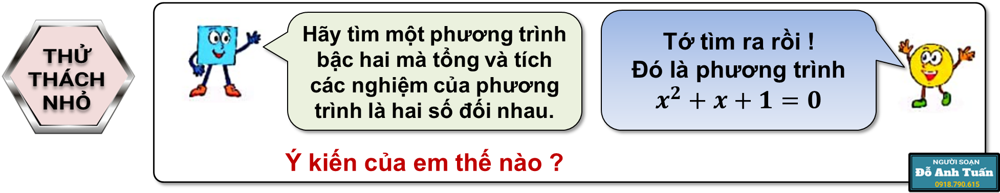 THỬ
THÁCH
NHỎ
Hãy tìm một phương trình
bậc hai mà tổng và tích
các nghiệm của phương
trình là hai số đối nhau.
Tớ tìm ra rồi !
Đó là phương trình
x² + x + 1 = 0
Ý kiến của em thế nào ?
NGƯỜI SOẠN
Đỗ Anh Tuấn
0918.790.615